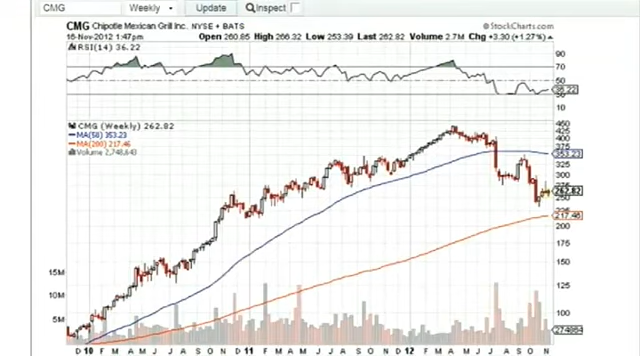 CMG Weekly Update Inspect
CMG Chipotle Mexican Grill Inc. NYSE + BATS © StockCharts.com
16-Nov-2012 1:47pm Open 260.85 High 266.32 Low 253.39 Last 262.82 Volume 2.7M Chg +3.30 (+1.27%)
RSI(14) 36.22
90
70
50
36.22
30
10
CMG (Weekly) 262.82
MA(50) 353.23
MA(200) 217.46
Volume 2,748,643
450
425
400
375
353.23
325
300
275
262.82
250
225
217.46
200
175
150
125
100
15M
10M
5M
2748643
Dec 10 F M A M J J A S O N D 11 F M A M J J A S O N D 12 F M A M J J A S O